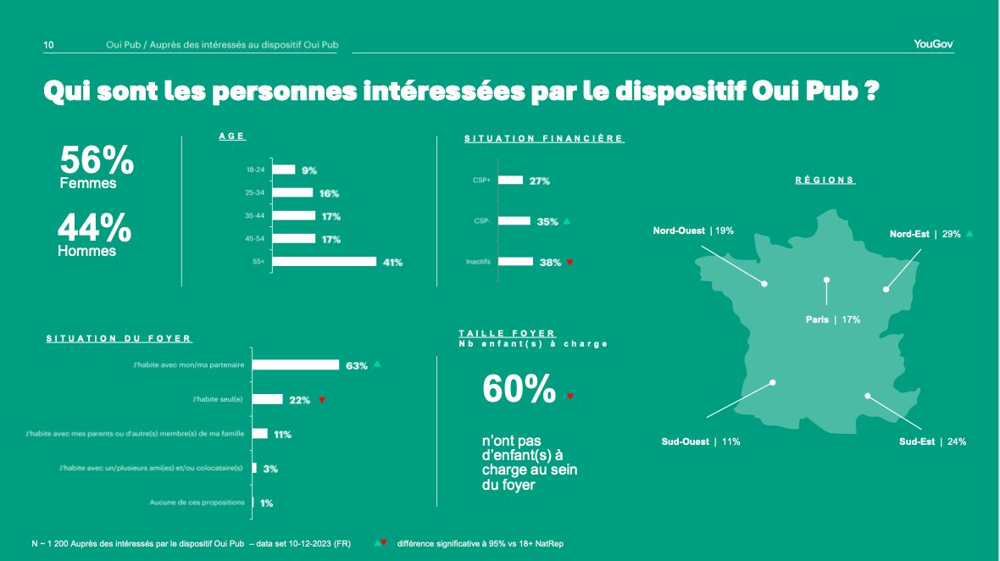 10
Oui Pub / Auprès des intéressés au dispositif Oui Pub
YouGov
Qui sont les personnes intéressées par le dispositif Oui Pub ?
56%
Femmes
44%
Hommes
AGE
18-24 9%
25-34 16%
35-44 17%
45-54 17%
55+ 41%
SITUATION FINANCIÈRE
CSP+ 27%
CSP- 35%
Inactifs 38%
RÉGIONS
Nord-Ouest | 19%
Nord-Est | 29%
Paris | 17%
Sud-Ouest | 11%
Sud-Est | 24%
SITUATION DU FOYER
J'habite avec mon/ma partenaire 63%
J'habite seul(e) 22%
J'habite avec mes parents ou d'autre(s) membre(s) de ma famille 11%
J'habite avec un/plusieurs ami(es) et/ou colocataire(s) 3%
Aucune de ces propositions 1%
TAILLE FOYER
Nb enfant(s) à charge
60%
n'ont pas
d'enfant(s) à
charge au sein
du foyer
N ~ 1 200 Auprès des intéressés par le dispositif Oui Pub – data set 10-12-2023 (FR)
différence significative à 95% vs 18+ NatRep